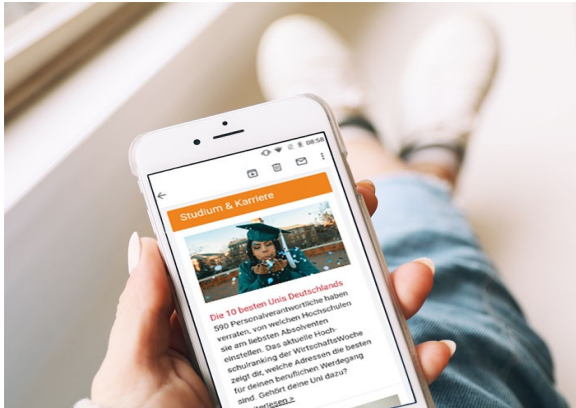 08:58
Studium & Karriere
Die 10 besten Unis Deutschlands
590 Personalverantwortliche haben
verraten, von welchen Hochschulen
sie am liebsten Absolventen
einstellen. Das aktuelle Hoch-
schulranking der WirtschaftsWoche
zeigt dir, welche Adressen die besten
für deinen beruflichen Werdegang
sind. Gehört deine Uni dazu?